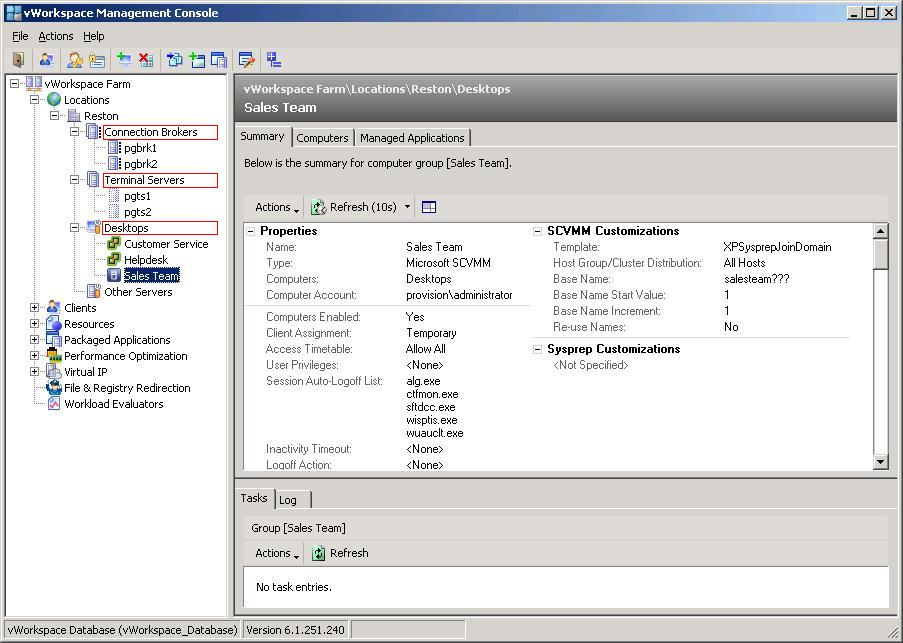 vWorkspace Management Console
File Actions Help
vWorkspace Farm
Locations
Reston
Connection Brokers
pgbrk1
pgbrk2
Terminal Servers
pgts1
pgts2
Desktops
Customer Service
Helpdesk
Sales Team
Other Servers
Clients
Resources
Packaged Applications
Performance Optimization
Virtual IP
File & Registry Redirection
Workload Evaluators
vWorkspace Farm\Locations\Reston\Desktops
Sales Team
Summary Computers Managed Applications
Below is the summary for computer group [Sales Team].
Actions Refresh (10s)
Properties
Name: Sales Team
Type: Microsoft SCVMM
Computers: Desktops
Computer Account: provision\administrator
Computers Enabled: Yes
Client Assignment: Temporary
Access Timetable: Allow All
User Privileges: <None>
Session Auto-Logoff List: alg.exe
ctfmon.exe
sftdcc.exe
wisptis.exe
wuauclt.exe
Inactivity Timeout: <None>
Logoff Action: <None>
SCVMM Customizations
Template: XPSysprepJoinDomain
Host Group/Cluster Distribution: All Hosts
Base Name: salesteam???
Base Name Start Value: 1
Base Name Increment: 1
Re-use Names: No
Sysprep Customizations
<Not Specified>
Tasks Log
Group [Sales Team]
Actions Refresh
No task entries.
vWorkspace Database (vWorkspace_Database) Version 6.1.251.240